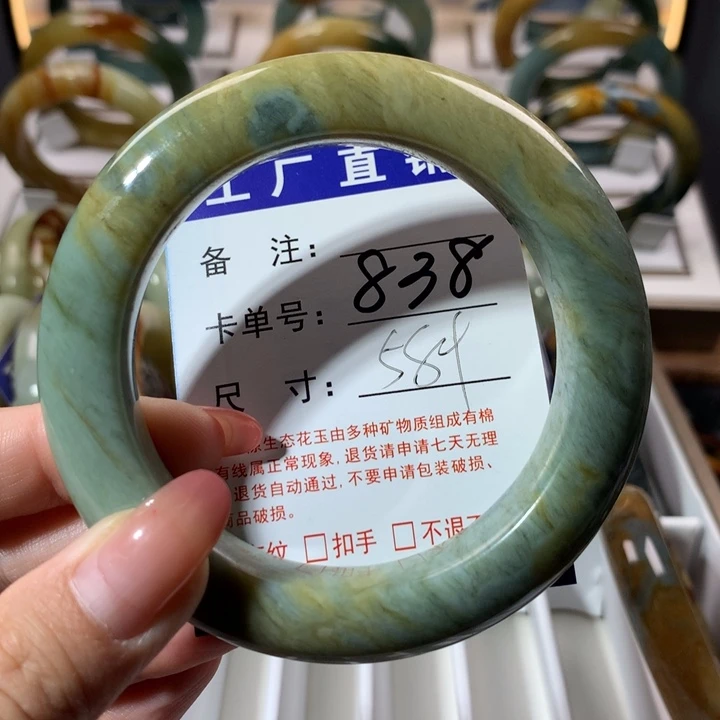 工厂直销
备 注:
卡单号: 838
尺 寸: 584
原生态花玉由多种矿物质组成有棉
有线属正常现象,退货请申请七天无理
退货自动通过,不要申请包装破损、
商品破损。
纹 □扣手 □不退